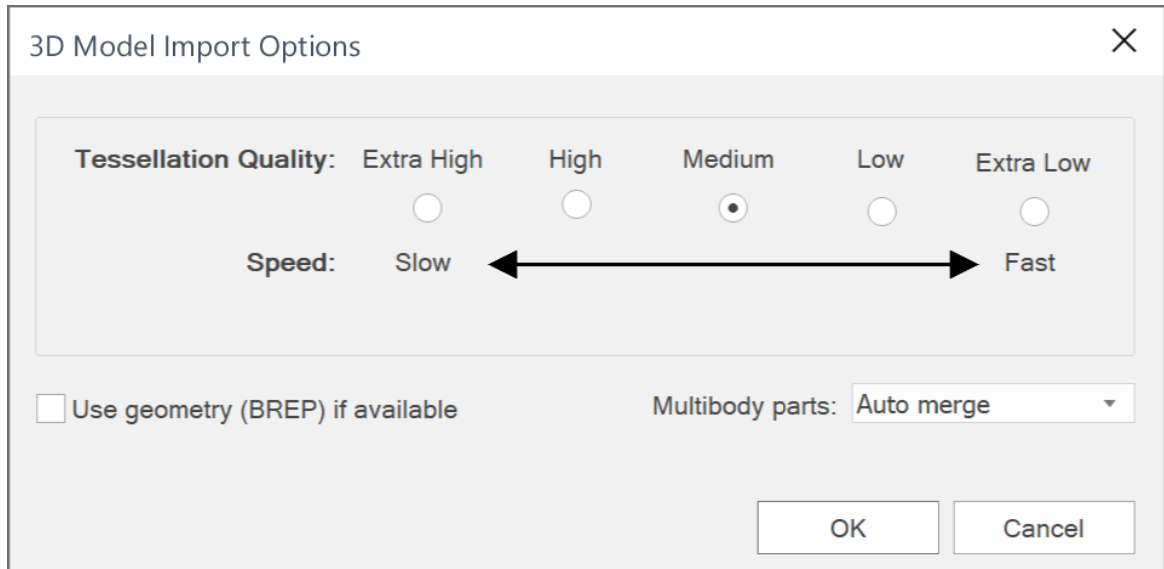 3D Model Import Options
Tessellation Quality: Extra High High Medium Low Extra Low
Speed: Slow Fast
Use geometry (BREP) if available Multibody parts: Auto merge
OK Cancel